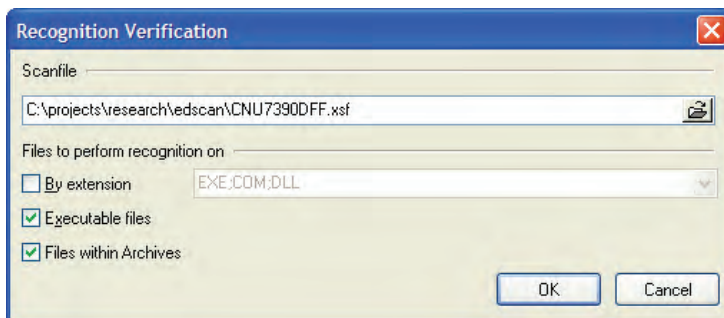 Recognition Verification
Scanfile
C:\projects\research\edscan\CNU7390DFF.xsf
Files to perform recognition on
By extension EXE;COM;DLL
Executable files
Files within Archives
OK Cancel